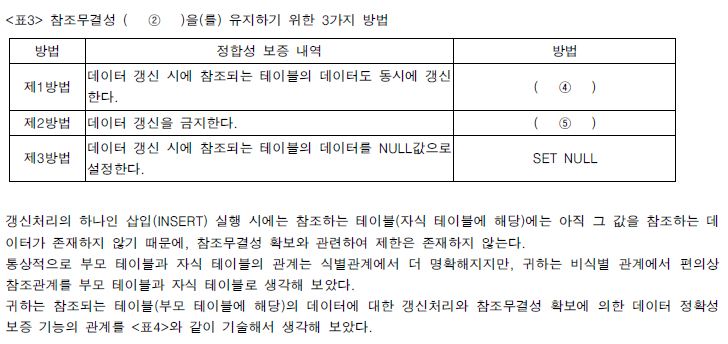 <표3> 참조무결성 ( ② )을(를) 유지하기 위한 3가지 방법
방법 정합성 보증 내역 방법
제1방법 데이터 갱신 시에 참조되는 테이블의 데이터도 동시에 갱신
한다. ( ④ )
제2방법 데이터 갱신을 금지한다. ( ⑤ )
제3방법 데이터 갱신 시에 참조되는 테이블의 데이터를 NULL값으로
설정한다. SET NULL
갱신처리의 하나인 삽입(INSERT) 실행 시에는 참조하는 테이블(자식 테이블에 해당)에는 아직 그 값을 참조하는 데
이터가 존재하지 않기 때문에, 참조무결성 확보와 관련하여 제한은 존재하지 않는다.
통상적으로 부모 테이블과 자식 테이블의 관계는 식별관계에서 더 명확해지지만, 귀하는 비식별 관계에서 편의상
참조관계를 부모 테이블과 자식 테이블로 생각해 보았다.
귀하는 참조되는 테이블(부모 테이블에 해당)의 데이터에 대한 갱신처리와 참조무결성 확보에 의한 데이터 정확성
보증 기능의 관계를 <표4>와 같이 기술해서 생각해 보았다.